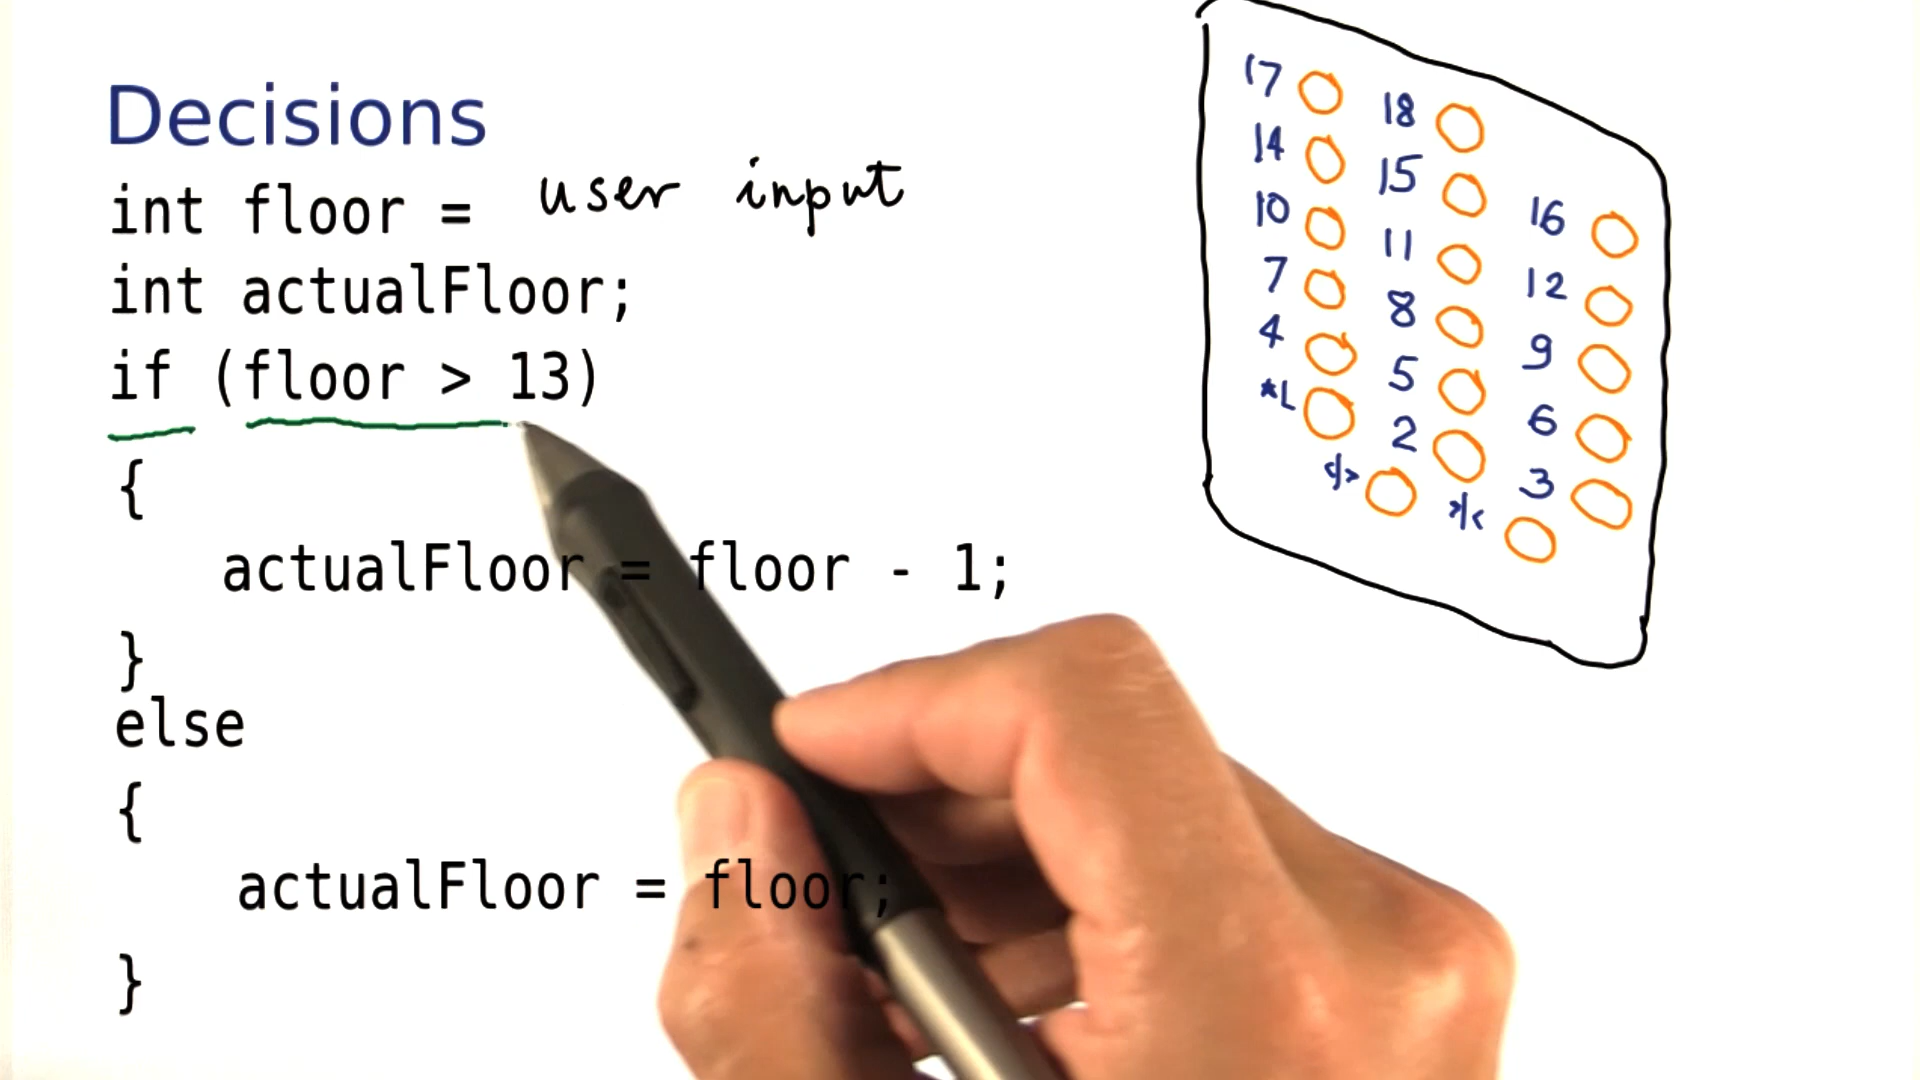 Decisions
int floor = user input
int actualFloor;
if (floor > 13)
{
actualFloor = floor - 1;
}
else
{
actualFloor = floor;
}
17 18
14 15 16
10 11 12
7 8 9
4 5 6
*L 2 3
<|> >|<